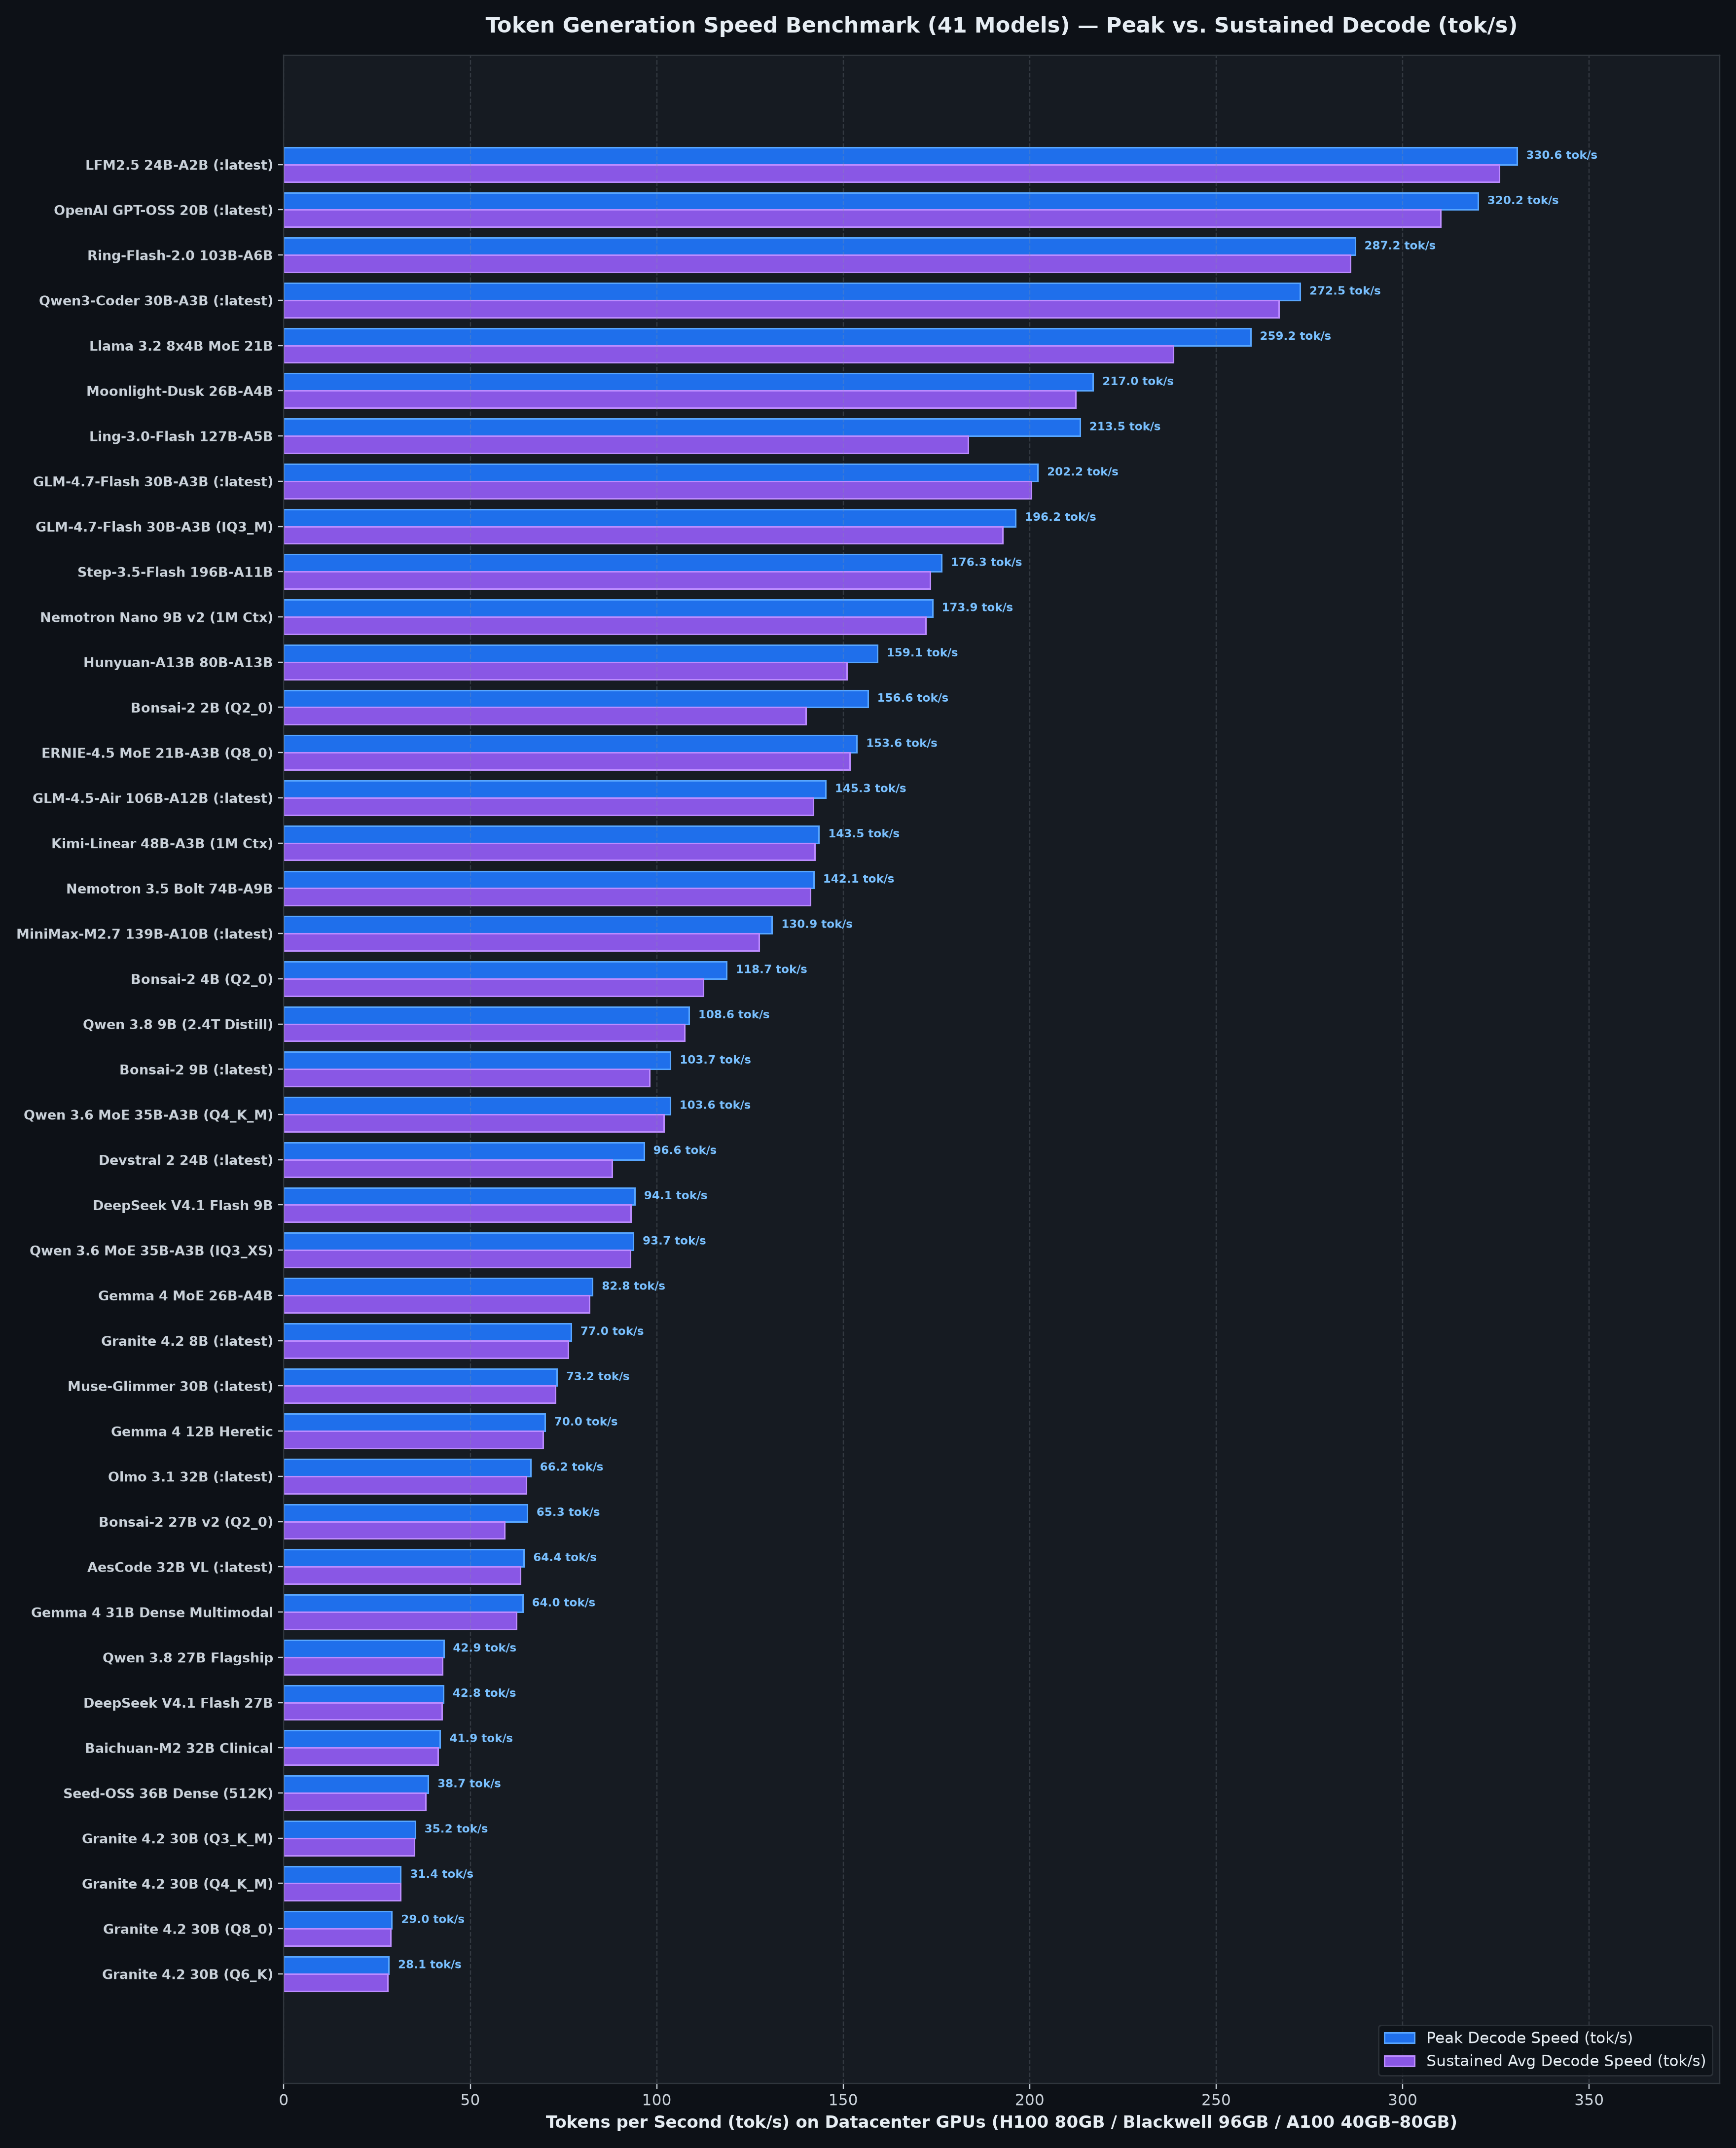 Token Generation Speed Benchmark (41 Models) — Peak vs. Sustained Decode (tok/s)
LFM2.5 24B-A2B (:latest) 330.6 tok/s
OpenAI GPT-OSS 20B (:latest) 320.2 tok/s
Ring-Flash-2.0 103B-A6B 287.2 tok/s
Qwen3-Coder 30B-A3B (:latest) 272.5 tok/s
Llama 3.2 8x4B MoE 21B 259.2 tok/s
Moonlight-Dusk 26B-A4B 217.0 tok/s
Ling-3.0-Flash 127B-A5B 213.5 tok/s
GLM-4.7-Flash 30B-A3B (:latest) 202.2 tok/s
GLM-4.7-Flash 30B-A3B (IQ3_M) 196.2 tok/s
Step-3.5-Flash 196B-A11B 176.3 tok/s
Nemotron Nano 9B v2 (1M Ctx) 173.9 tok/s
Hunyuan-A13B 80B-A13B 159.1 tok/s
Bonsai-2 2B (Q2_0) 156.6 tok/s
ERNIE-4.5 MoE 21B-A3B (Q8_0) 153.6 tok/s
GLM-4.5-Air 106B-A12B (:latest) 145.3 tok/s
Kimi-Linear 48B-A3B (1M Ctx) 143.5 tok/s
Nemotron 3.5 Bolt 74B-A9B 142.1 tok/s
MiniMax-M2.7 139B-A10B (:latest) 130.9 tok/s
Bonsai-2 4B (Q2_0) 118.7 tok/s
Qwen 3.8 9B (2.4T Distill) 108.6 tok/s
Bonsai-2 9B (:latest) 103.7 tok/s
Qwen 3.6 MoE 35B-A3B (Q4_K_M) 103.6 tok/s
Devstral 2 24B (:latest) 96.6 tok/s
DeepSeek V4.1 Flash 9B 94.1 tok/s
Qwen 3.6 MoE 35B-A3B (IQ3_XS) 93.7 tok/s
Gemma 4 MoE 26B-A4B 82.8 tok/s
Granite 4.2 8B (:latest) 77.0 tok/s
Muse-Glimmer 30B (:latest) 73.2 tok/s
Gemma 4 12B Heretic 70.0 tok/s
Olmo 3.1 32B (:latest) 66.2 tok/s
Bonsai-2 27B v2 (Q2_0) 65.3 tok/s
AesCode 32B VL (:latest) 64.4 tok/s
Gemma 4 31B Dense Multimodal 64.0 tok/s
Qwen 3.8 27B Flagship 42.9 tok/s
DeepSeek V4.1 Flash 27B 42.8 tok/s
Baichuan-M2 32B Clinical 41.9 tok/s
Seed-OSS 36B Dense (512K) 38.7 tok/s
Granite 4.2 30B (Q3_K_M) 35.2 tok/s
Granite 4.2 30B (Q4_K_M) 31.4 tok/s
Granite 4.2 30B (Q8_0) 29.0 tok/s
Granite 4.2 30B (Q6_K) 28.1 tok/s
Peak Decode Speed (tok/s)
Sustained Avg Decode Speed (tok/s)
0 50 100 150 200 250 300 350
Tokens per Second (tok/s) on Datacenter GPUs (H100 80GB / Blackwell 96GB / A100 40GB–80GB)